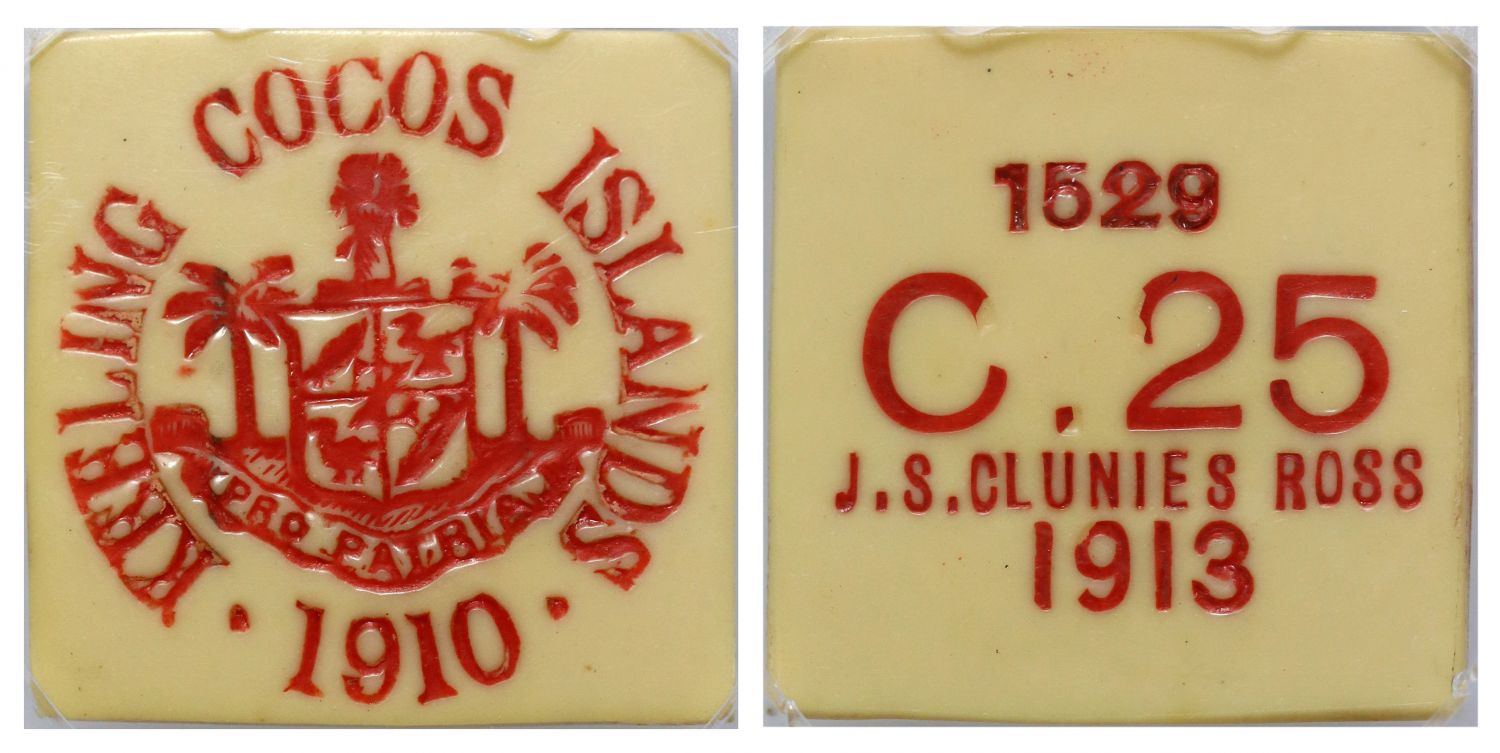 KEELING COCOS ISLANDS
PRO PATRIA
· 1910 ·
1529
C. 25
J.S.CLUNIES ROSS
1913